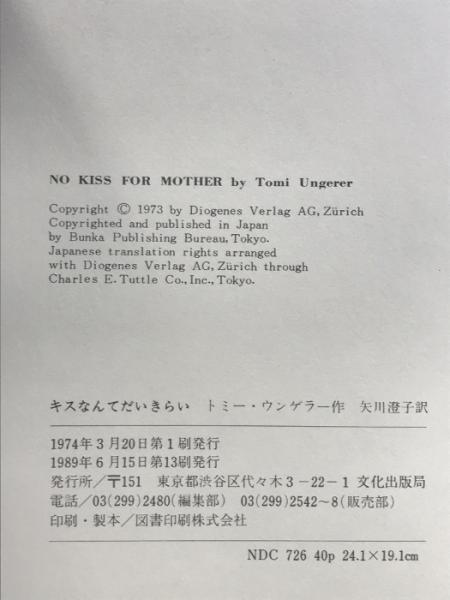 NO KISS FOR MOTHER by Tomi Ungerer
Copyright © 1973 by Diogenes Verlag AG, Zürich
Copyrighted and published in Japan
by Bunka Publishing Bureau, Tokyo.
Japanese translation rights arranged
with Diogenes Verlag AG, Zürich through
Charles E. Tuttle Co., Inc., Tokyo.
キスなんてだいきらい トミー・ウンゲラー作 矢川澄子訳
1974年3月20日第1刷発行
1989年6月15日第13刷発行
発行所／〒151 東京都渋谷区代々木3−22−1 文化出版局
電話／03(299)2480(編集部) 03(299)2542〜8(販売部)
印刷・製本／図書印刷株式会社
NDC 726 40p 24.1×19.1cm